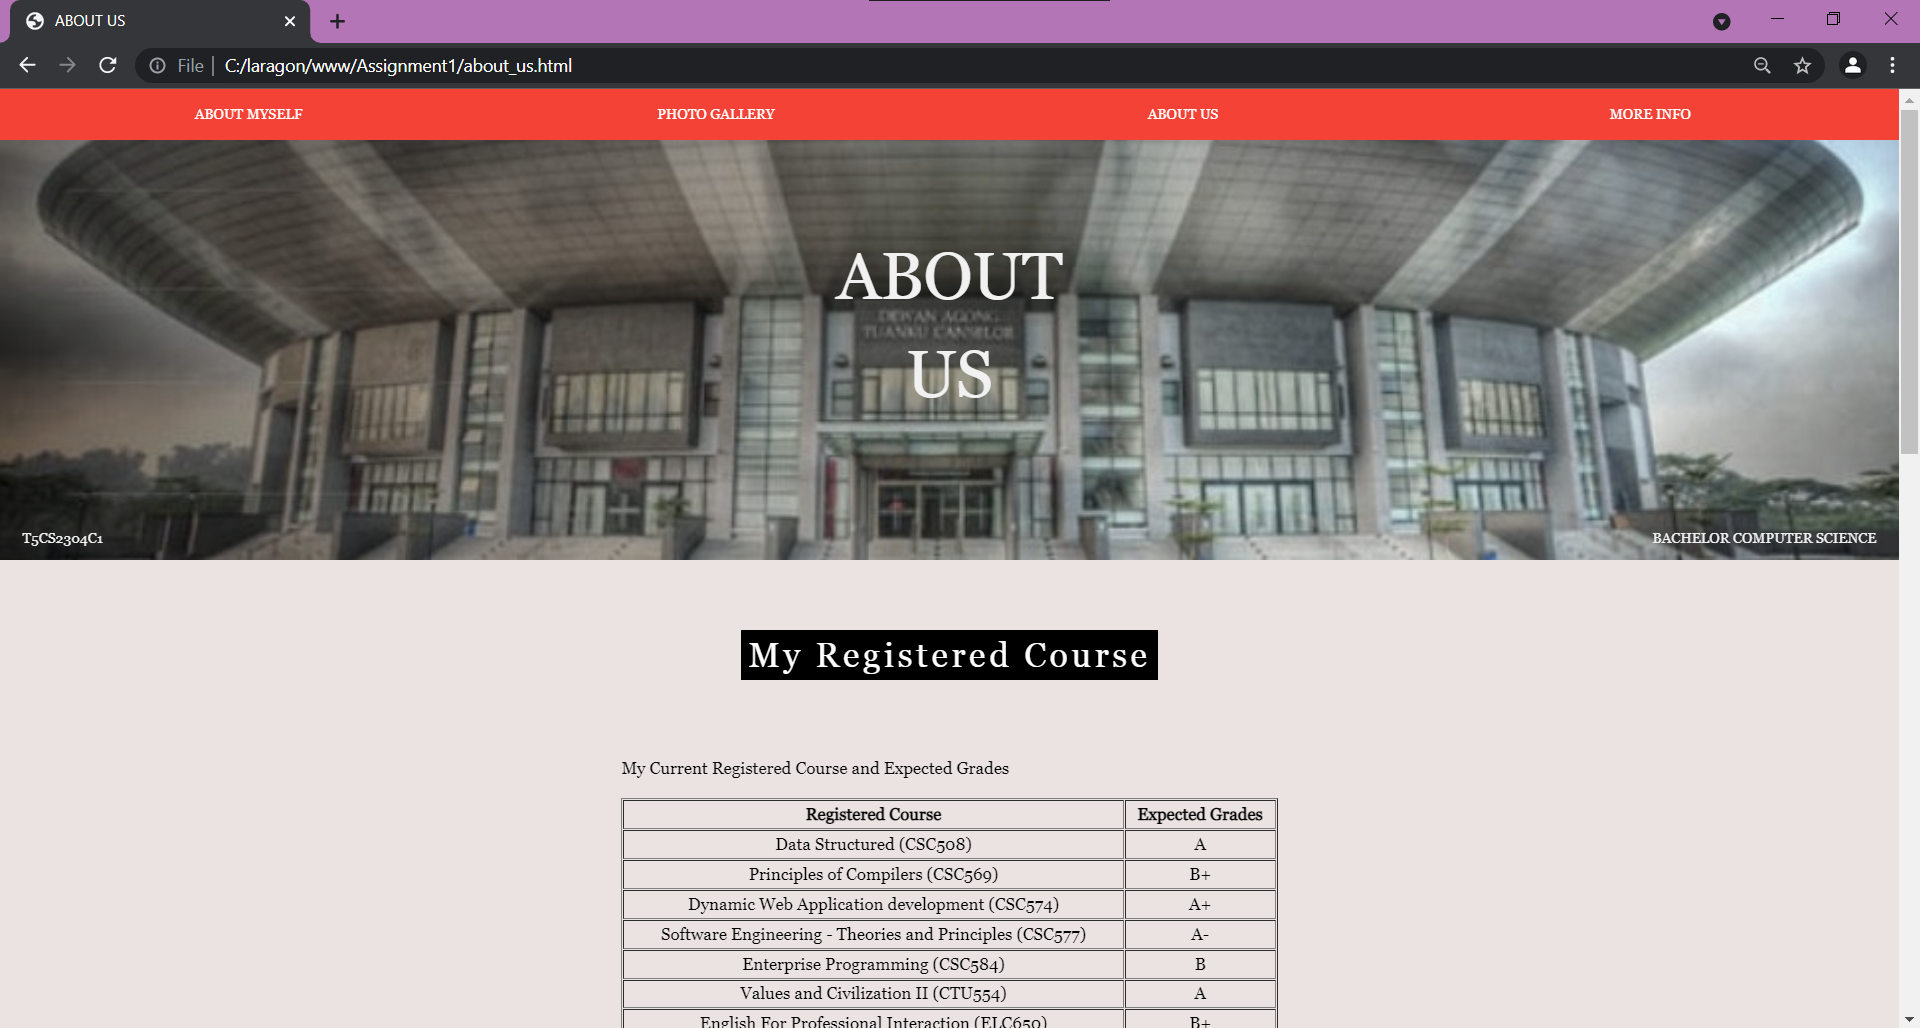 ABOUT US
File
C:/laragon/www/Assignment1/about_us.html
ABOUT MYSELF
PHOTO GALLERY
ABOUT US
MORE INFO
ABOUT
DEWAN AGONG
TUANKU CANSELOR
US
T5CS2304C1
BACHELOR COMPUTER SCIENCE
My Registered Course
My Current Registered Course and Expected Grades
Registered Course Expected Grades
Data Structured (CSC508) A
Principles of Compilers (CSC569) B+
Dynamic Web Application development (CSC574) A+
Software Engineering - Theories and Principles (CSC577) A-
Enterprise Programming (CSC584) B
Values and Civilization II (CTU554) A
English For Professional Interaction (ELC650) B+